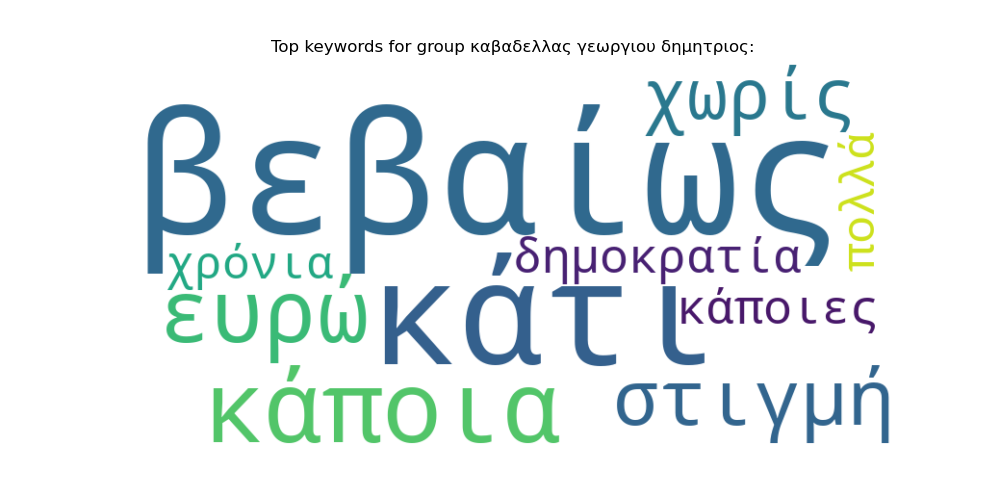 Top keywords for group καβαδελλας γεωργιου δημητριος:
χωρίς
βεβαίως
πολλά
χρόνια
δημοκρατία
ευρώ
κάτι
κάποιες
κάποια
στιγμή